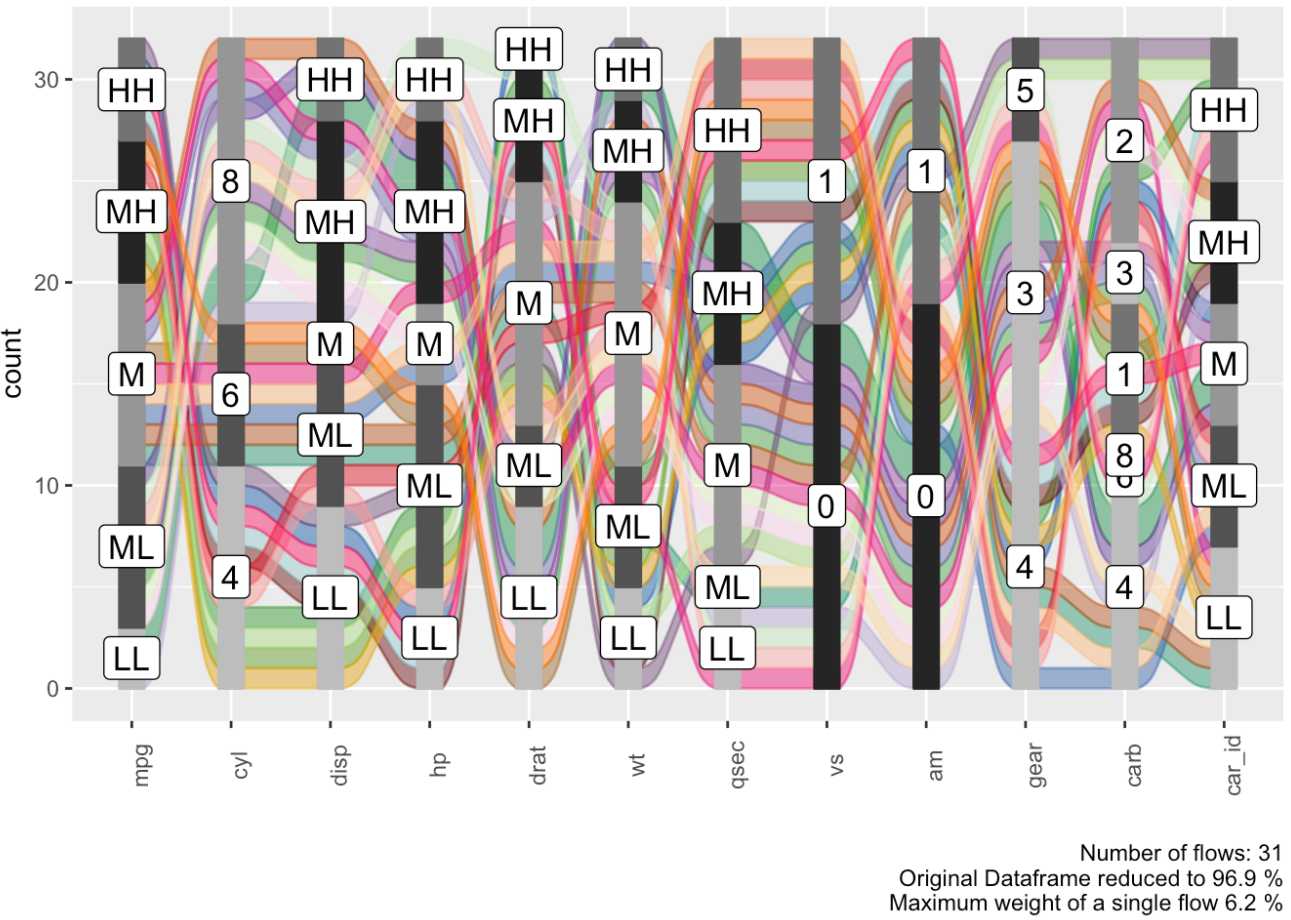 30
20
10
0
count
HH
MH
M
ML
LL
8
6
4
HH
MH
M
ML
LL
HH
MH
M
ML
LL
HH
MH
M
ML
LL
HH
MH
M
ML
LL
HH
MH
M
ML
LL
1
0
1
0
5
3
4
2
3
1
8
4
HH
MH
M
ML
LL
mpg
cyl
disp
hp
drat
wt
qsec
vs
am
gear
carb
car_id
Number of flows: 31
Original Dataframe reduced to 96.9 %
Maximum weight of a single flow 6.2 %